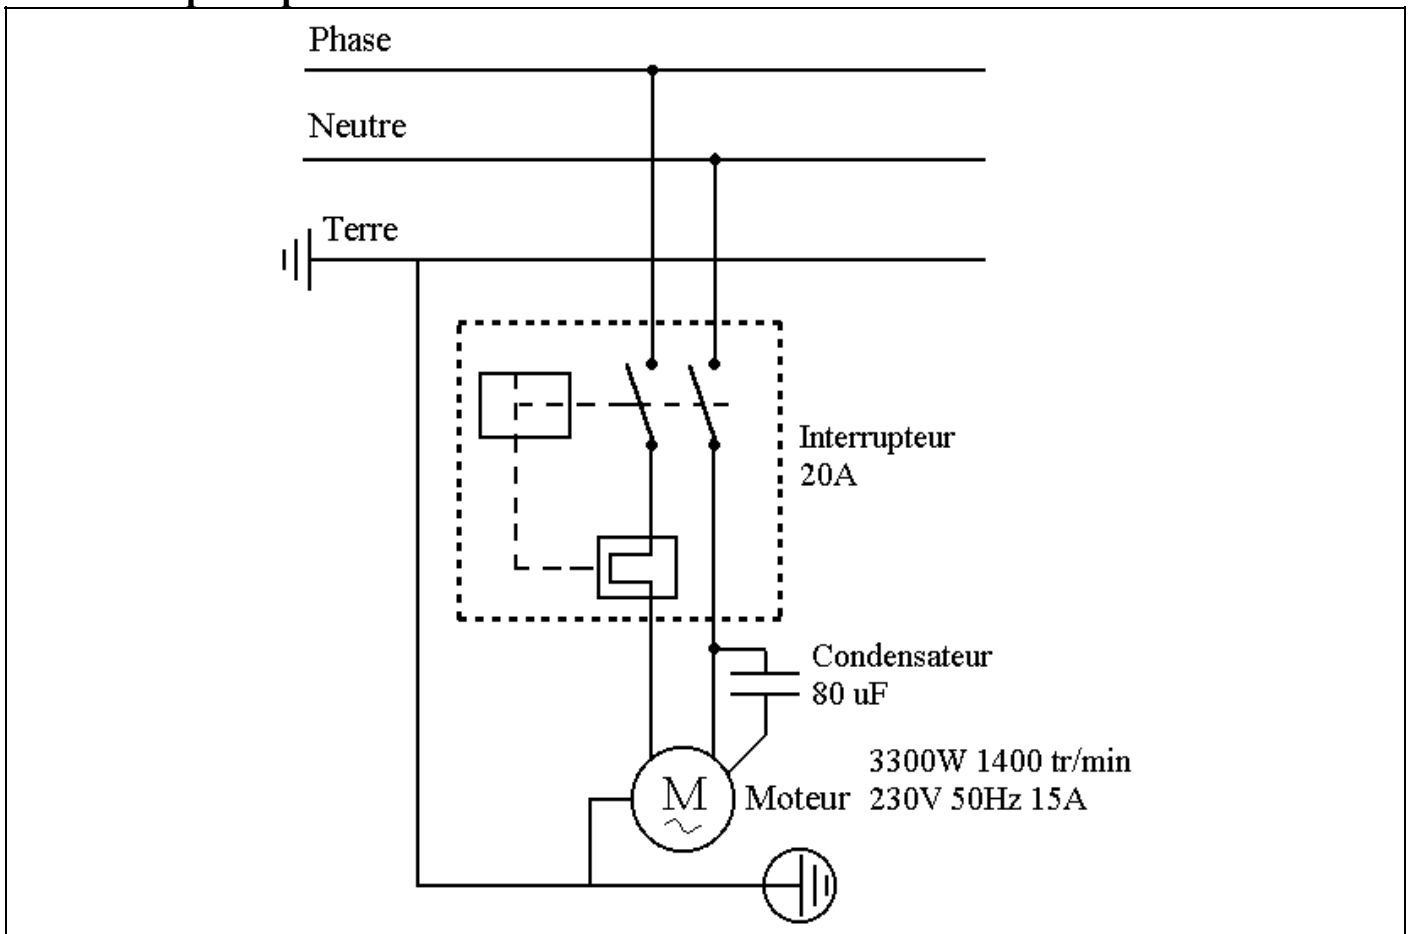 Phase
Neutre
Terre
Interrupteur
20A
Condensateur
80 uF
M
Moteur
3300W 1400 tr/min
230V 50Hz 15A